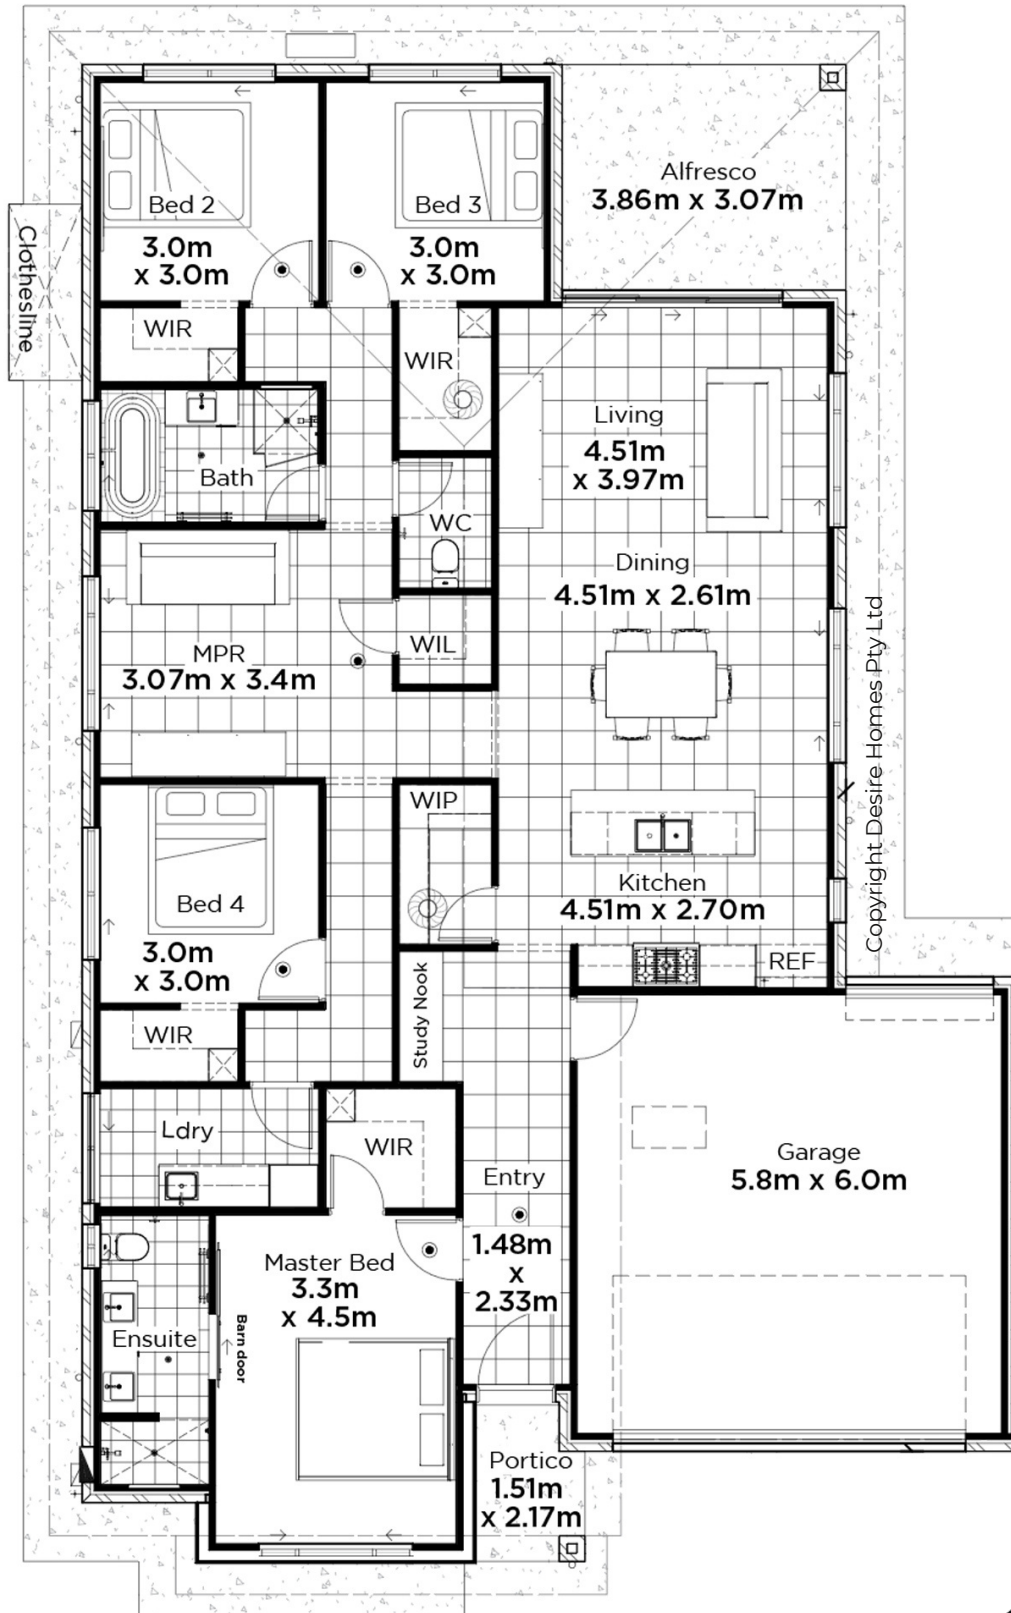 Bed 2
3.0m
x 3.0m
Bed 3
3.0m
x 3.0m
Alfresco
3.86m x 3.07m
Clothesline
WIR
WIR
Bath
WC
Living
4.51m
x 3.97m
Dining
4.51m x 2.61m
MPR
3.07m x 3.4m
WIL
Copyright Desire Homes Pty Ltd
WIP
Bed 4
3.0m
x 3.0m
Kitchen
4.51m x 2.70m
REF
Study Nook
WIR
Ldry
WIR
Entry
1.48m
x
2.33m
Garage
5.8m x 6.0m
Master Bed
3.3m
x 4.5m
Barn door
Ensuite
Portico
1.51m
x 2.17m